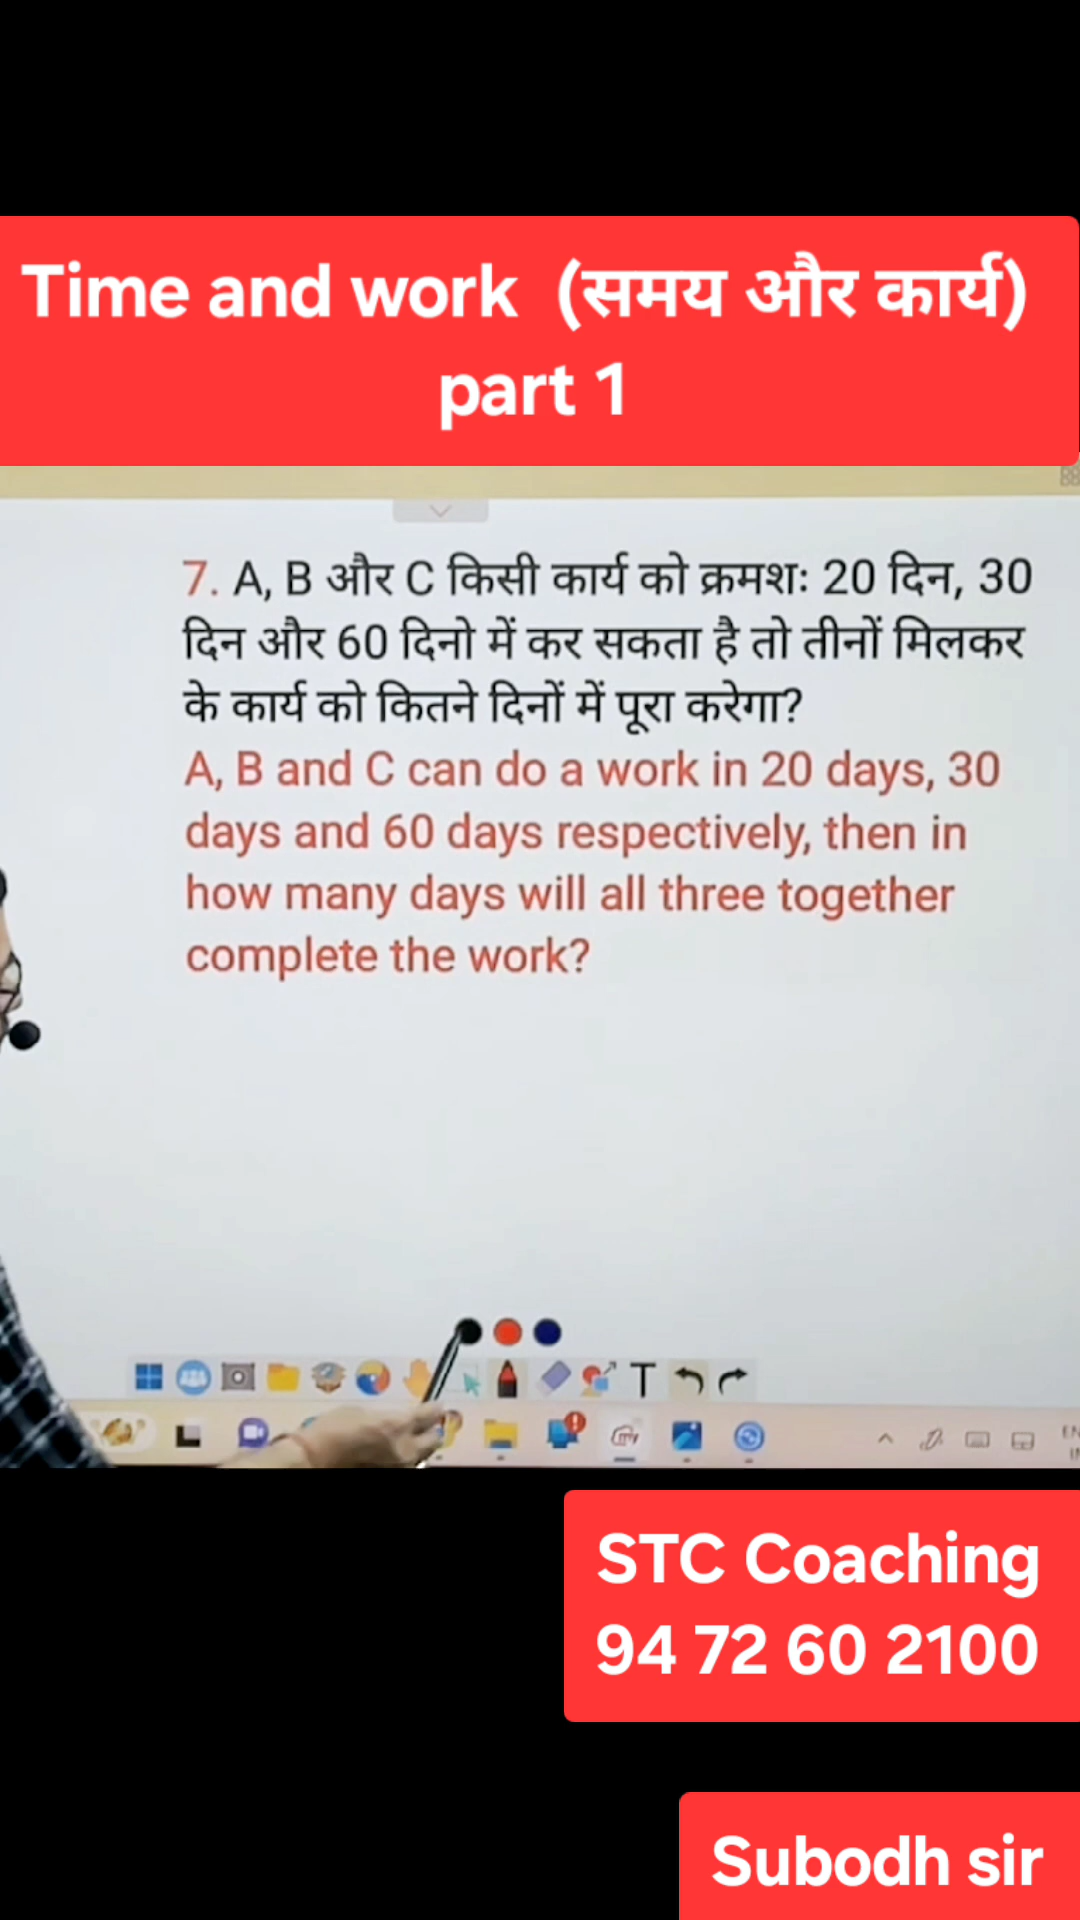 Time and work (समय और कार्य)
part 1
7. A, B और C किसी कार्य को क्रमशः 20 दिन, 30
दिन और 60 दिनो में कर सकता है तो तीनों मिलकर
के कार्य को कितने दिनों में पूरा करेगा?
A, B and C can do a work in 20 days, 30
days and 60 days respectively, then in
how many days will all three together
complete the work?
T
STC Coaching
94 72 60 2100
Subodh sir